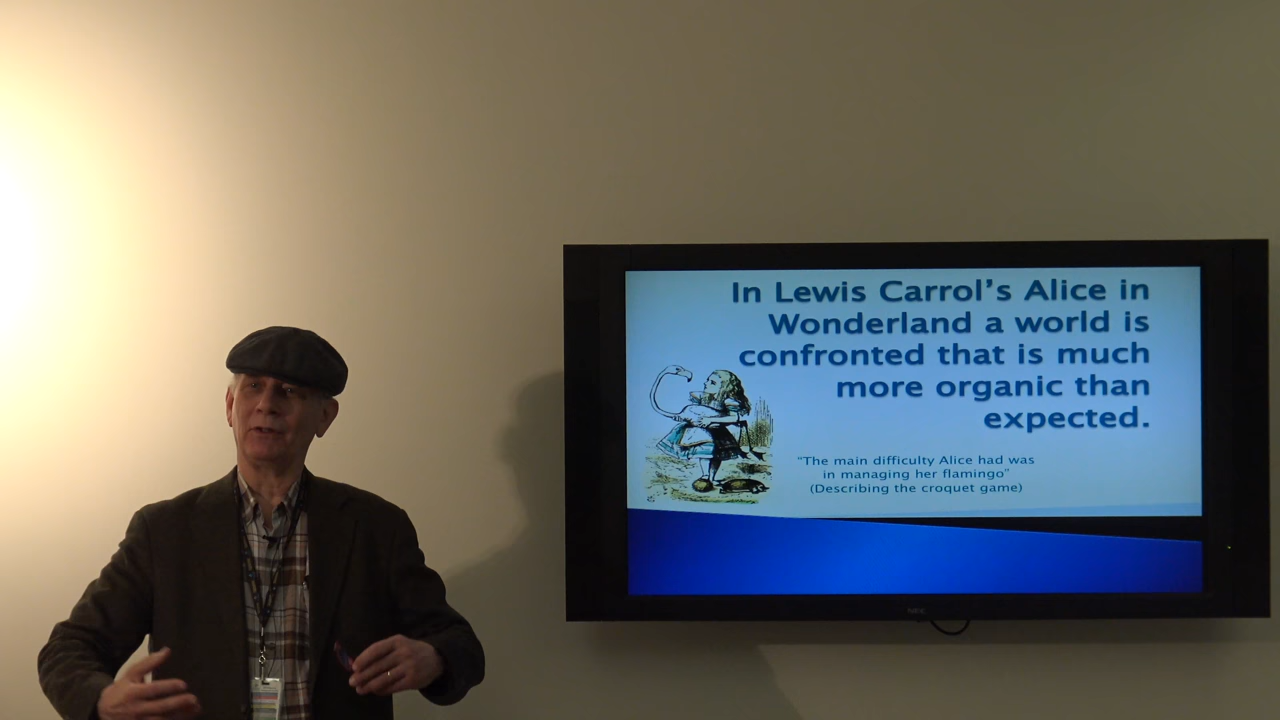 In Lewis Carrol's Alice in
Wonderland a world is
confronted that is much
more organic than
expected.
"The main difficulty Alice had was
in managing her flamingo"
(Describing the croquet game)
NEC